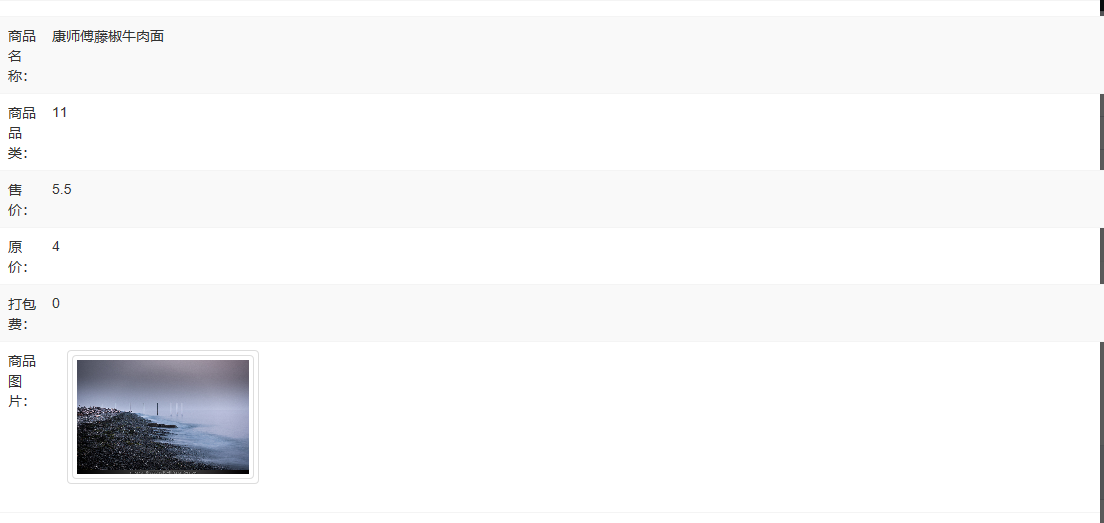 商品名称： 康师傅藤椒牛肉面
商品品类： 11
售价： 5.5
原价： 4
打包费： 0
商品图片：